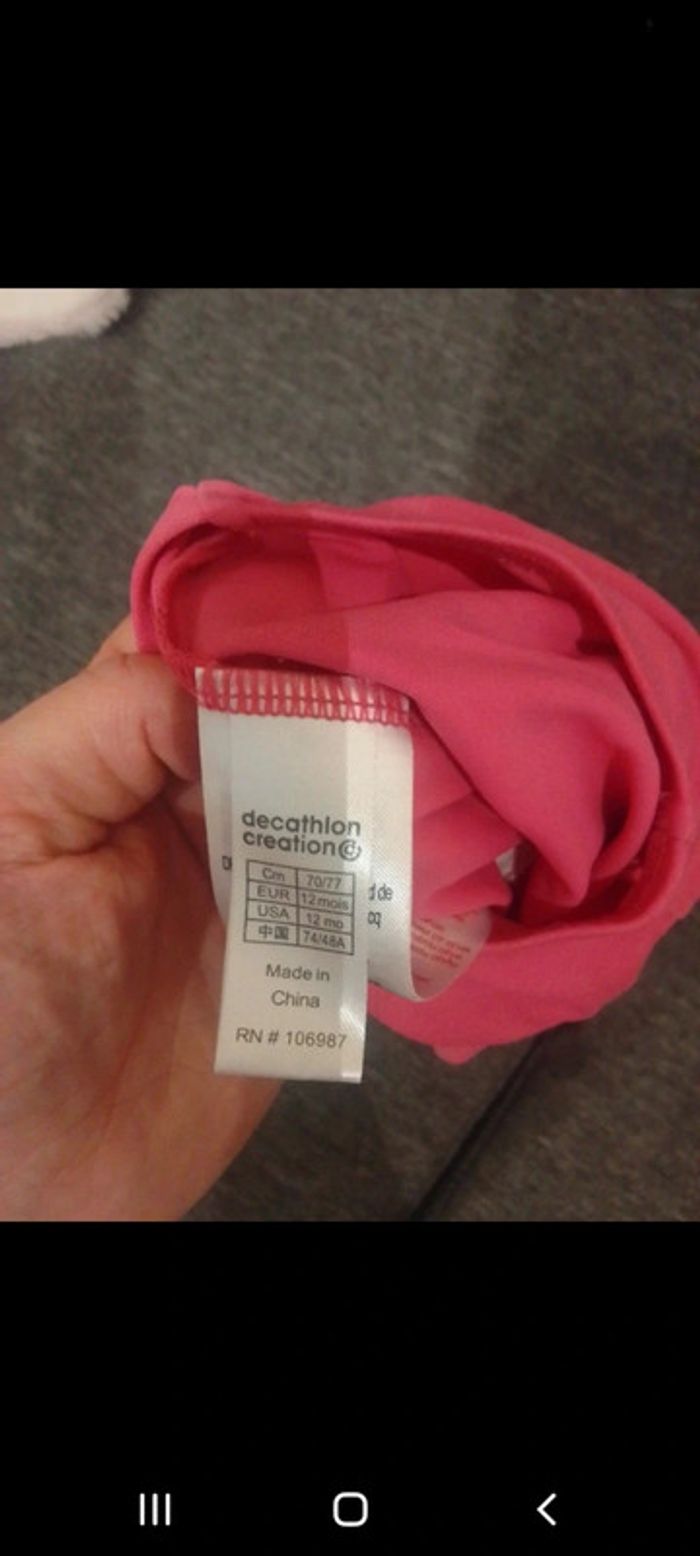 decathlon
creation
Cm 70/77
EUR 12 mois
USA 12 mo
中国 74/48A
Made in
China
RN # 106987
d de